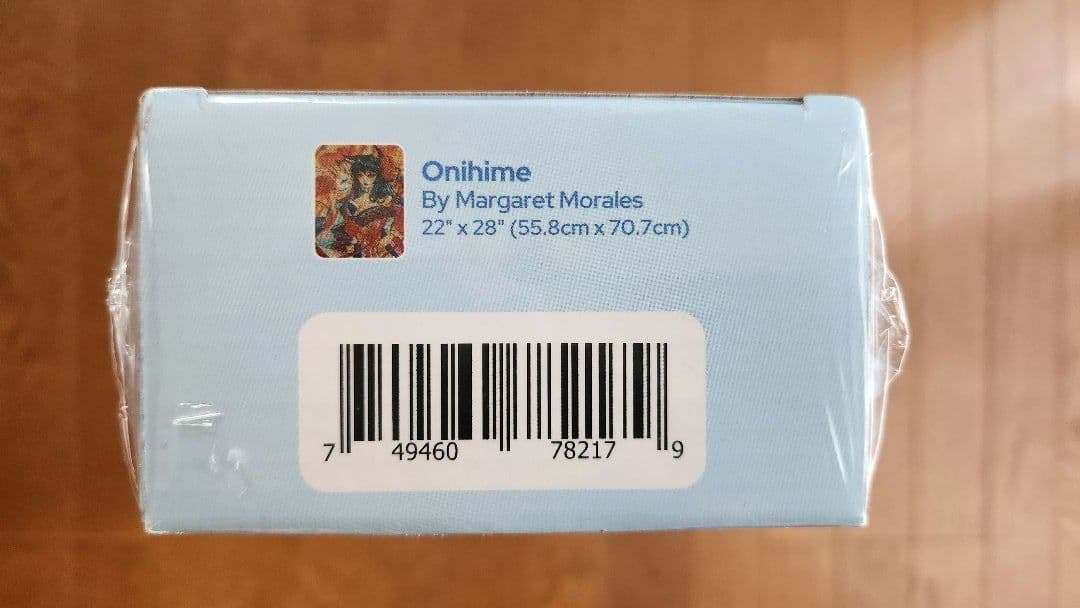 Onihime
By Margaret Morales
22" x 28" (55.8cm x 70.7cm)
7 49460 78217 9